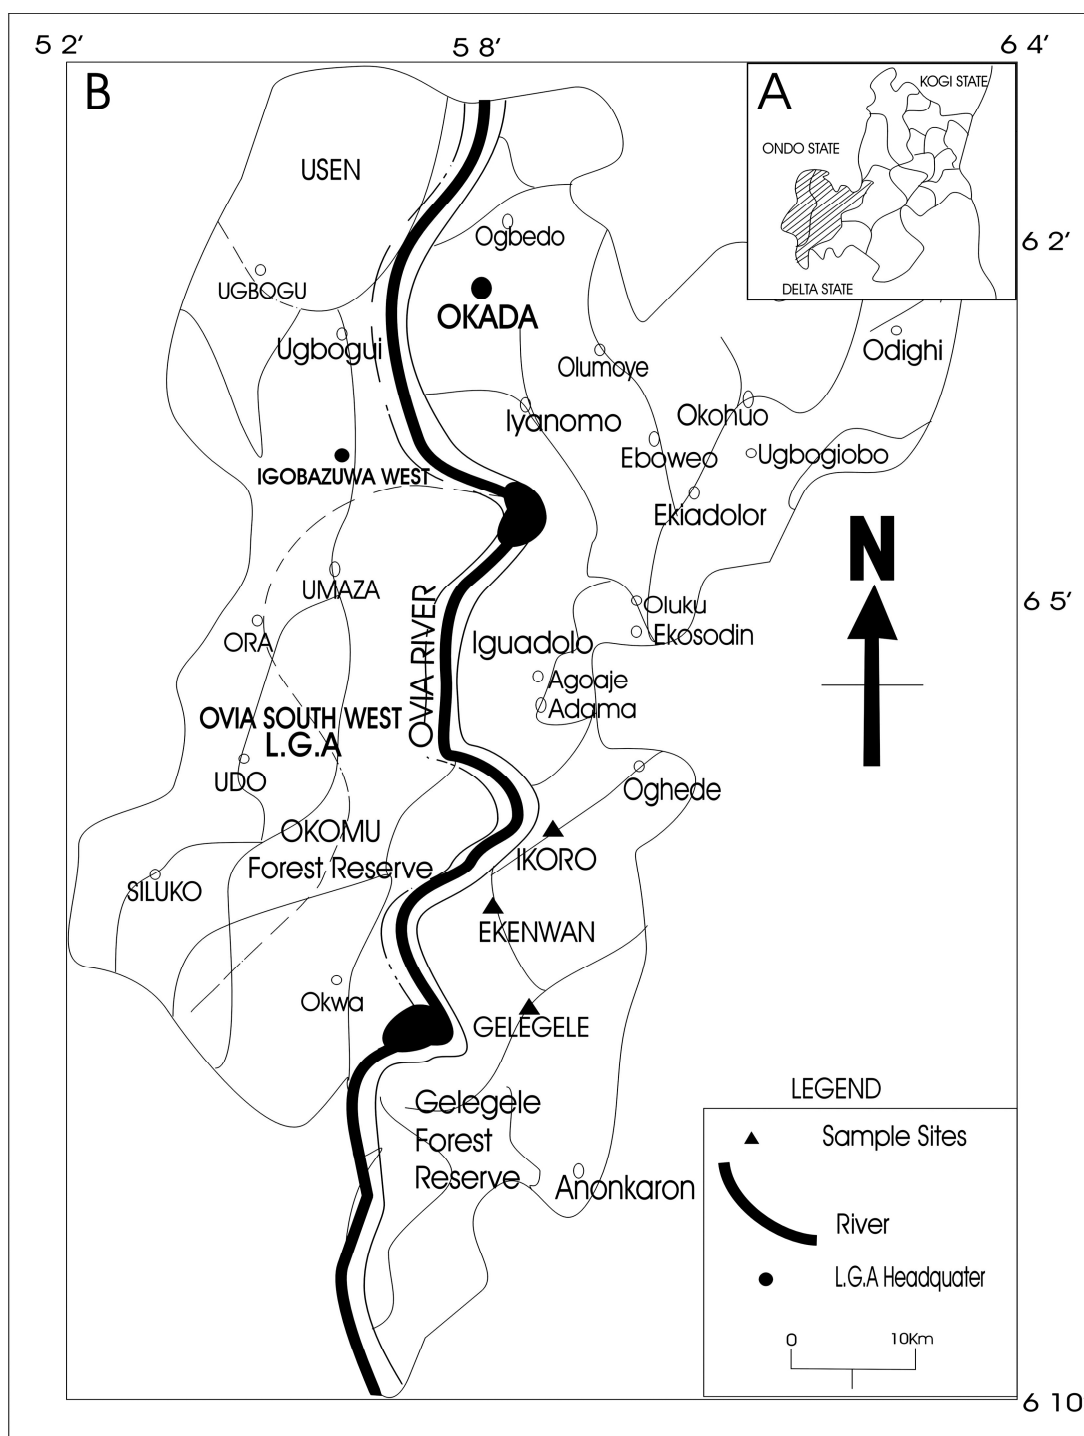 5 2′
5 8′
6 4′
B
A
KOGI STATE
ONDO STATE
DELTA STATE
USEN
Ogbedo
6 2′
UGBOGU
OKADA
Ugbogui
Olumoye
Odighi
Iyanomo
Okohuo
Eboweo
Ugbogiobo
IGOBAZUWA WEST
Ekiadolor
N
UMAZA
OVIA RIVER
Oluku
6 5′
ORA
Iguadolo
Ekosodin
Agoaje
Adama
OVIA SOUTH WEST
L.G.A
UDO
Oghede
OKOMU
Forest Reserve
IKORO
SILUKO
EKENWAN
Okwa
GELEGELE
Gelegele
Forest
Reserve
Anonkaron
LEGEND
Sample Sites
River
L.G.A Headquater
0
10Km
6 10